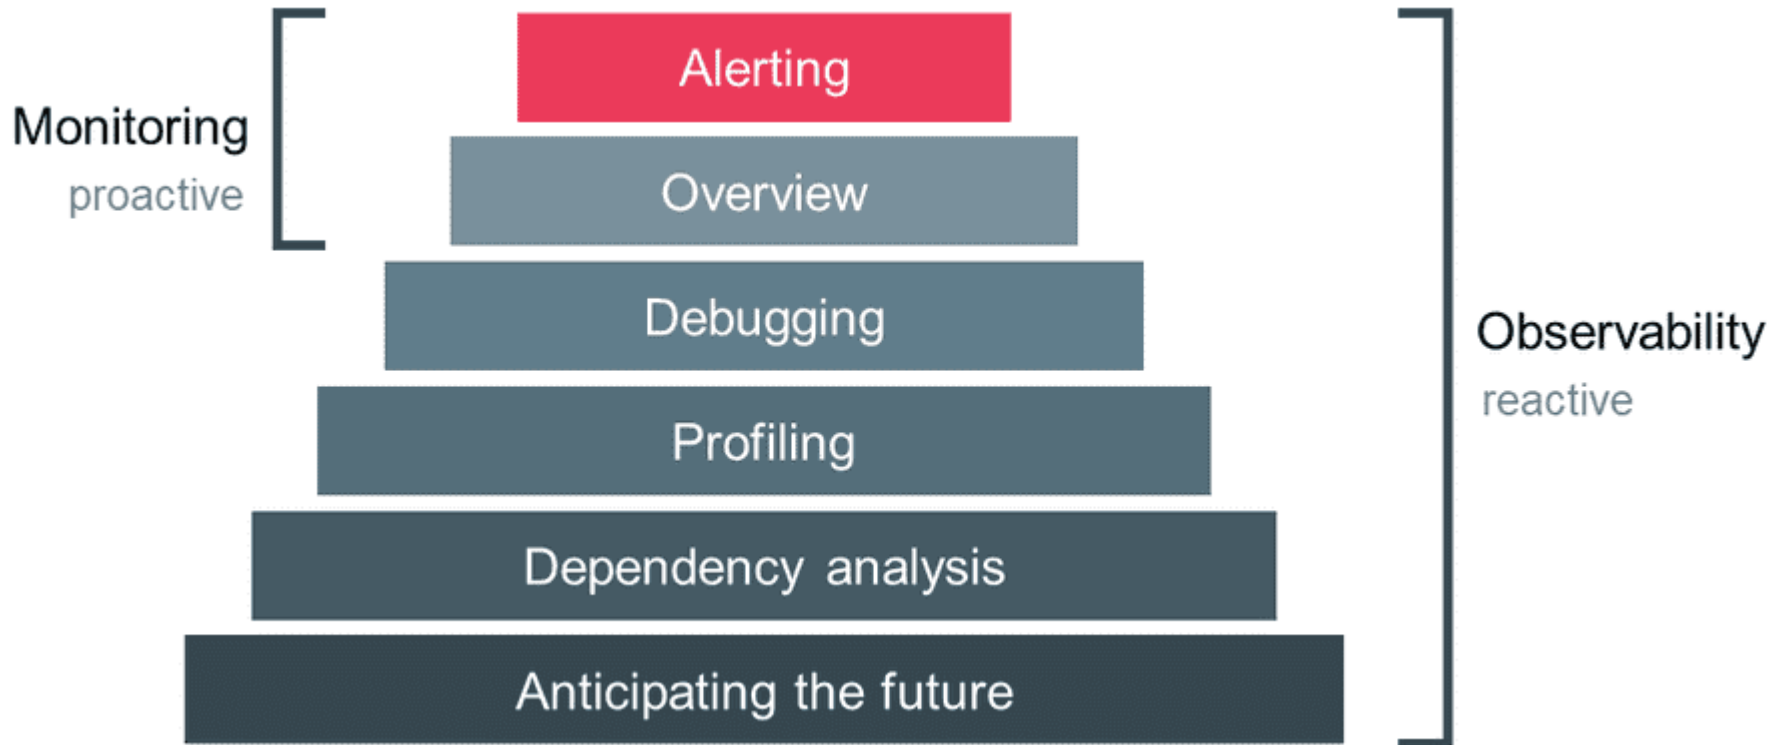 Alerting
Monitoring
proactive
Overview
Debugging
Observability
reactive
Profiling
Dependency analysis
Anticipating the future